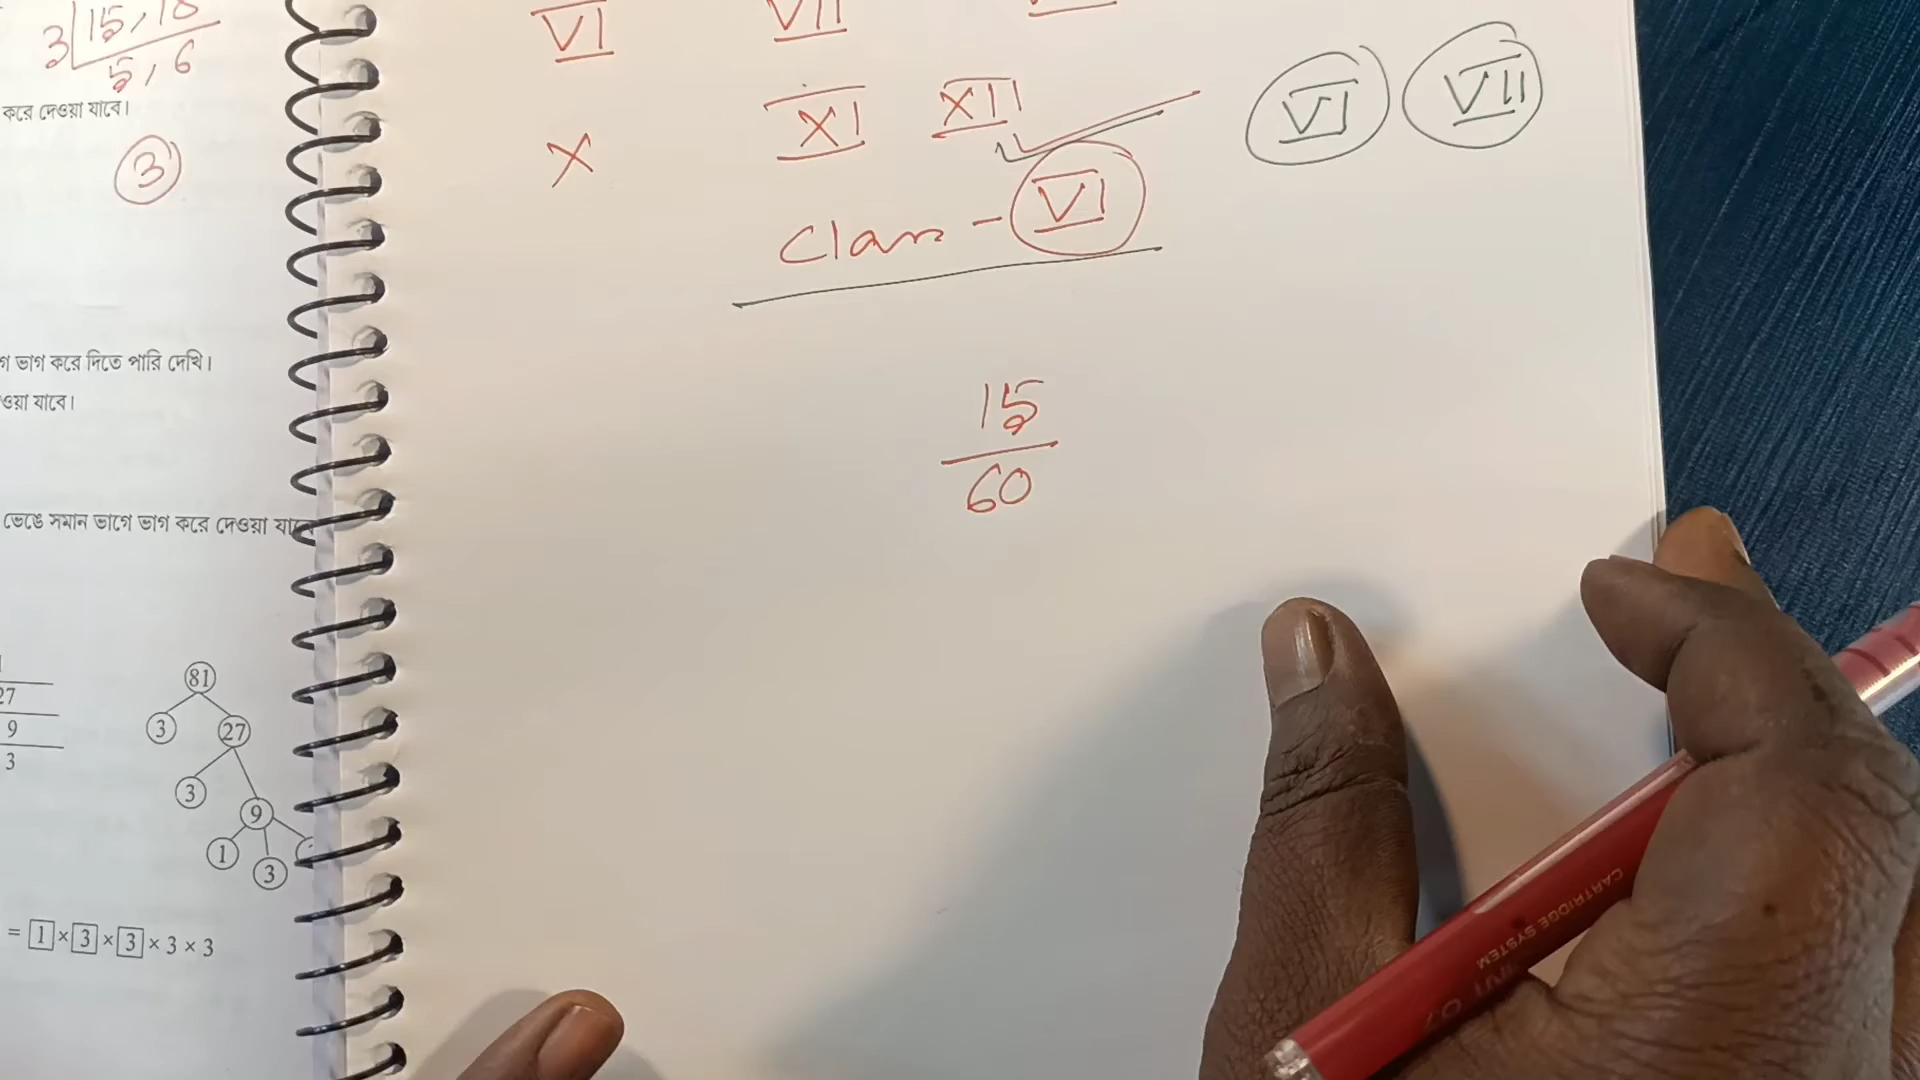 3 15, 18
5, 6
করে দেওয়া যাবে।
3
গ ভাগ করে দিতে পারি দেখি।
ওয়া যাবে।
ভেঙে সমান ভাগে ভাগ করে দেওয়া যাবে
27
9
3
81
3 27
3 9
1 3
= 1 × 3 × 3 × 3 × 3
VI VII
X XI XII
VI VII
Class - VI
15
60
CARTRIDGE SYSTEM